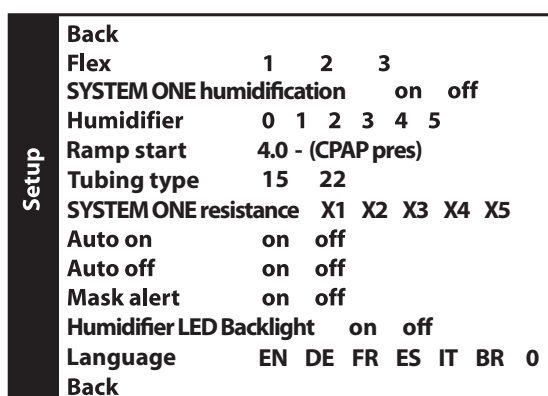 Setup
Back
Flex 1 2 3
SYSTEM ONE humidification on off
Humidifier 0 1 2 3 4 5
Ramp start 4.0 - (CPAP pres)
Tubing type 15 22
SYSTEM ONE resistance X1 X2 X3 X4 X5
Auto on on off
Auto off on off
Mask alert on off
Humidifier LED Backlight on off
Language EN DE FR ES IT BR 0
Back